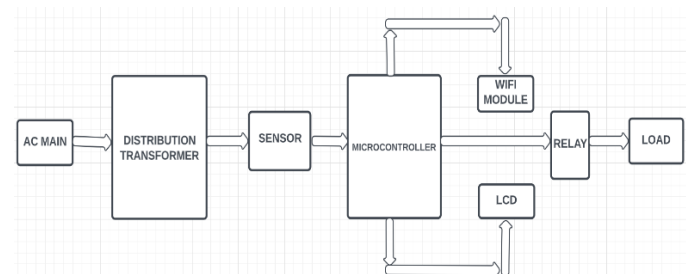 AC MAIN
DISTRIBUTION
TRANSFORMER
SENSOR
MICROCONTROLLER
WIFI
MODULE
RELAY
LOAD
LCD